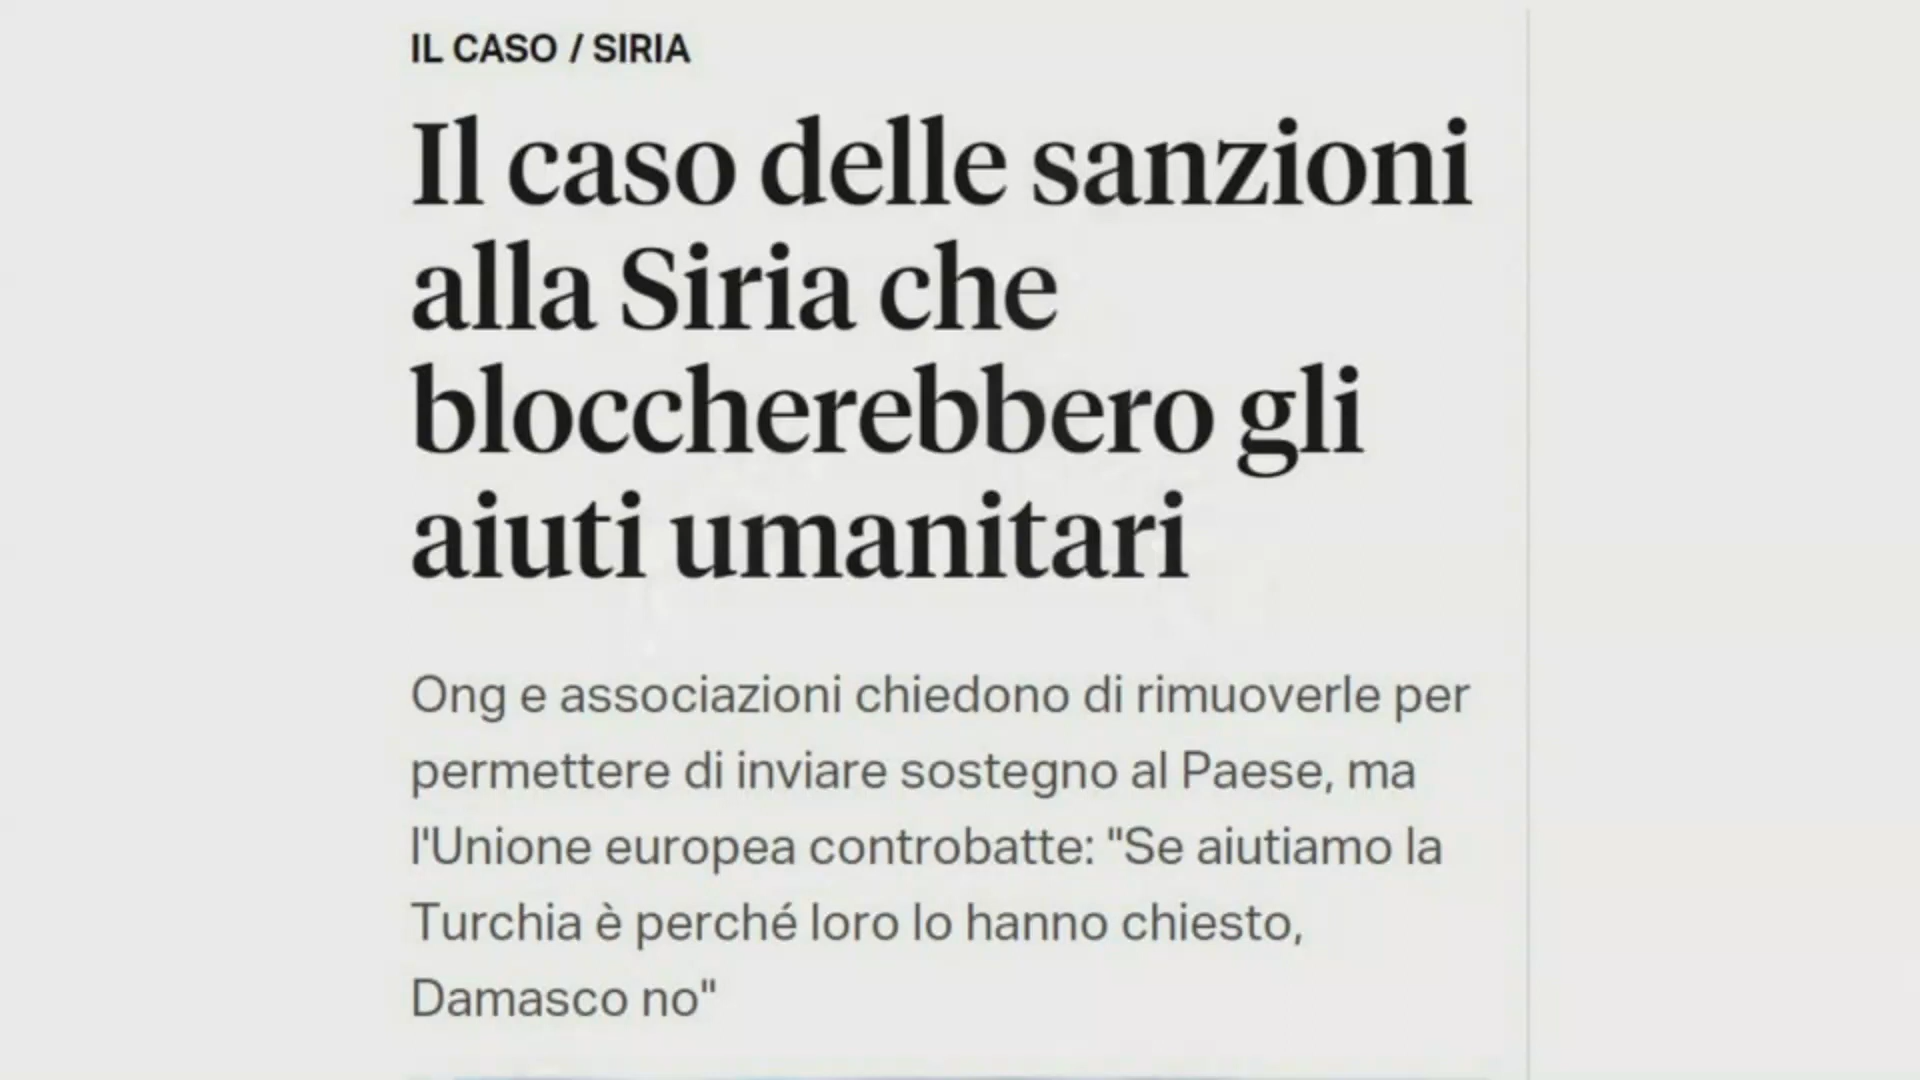 IL CASO / SIRIA
Il caso delle sanzioni
alla Siria che
bloccherebbero gli
aiuti umanitari
Ong e associazioni chiedono di rimuoverle per
permettere di inviare sostegno al Paese, ma
l'Unione europea controbatte: "Se aiutiamo la
Turchia è perché loro lo hanno chiesto,
Damasco no"